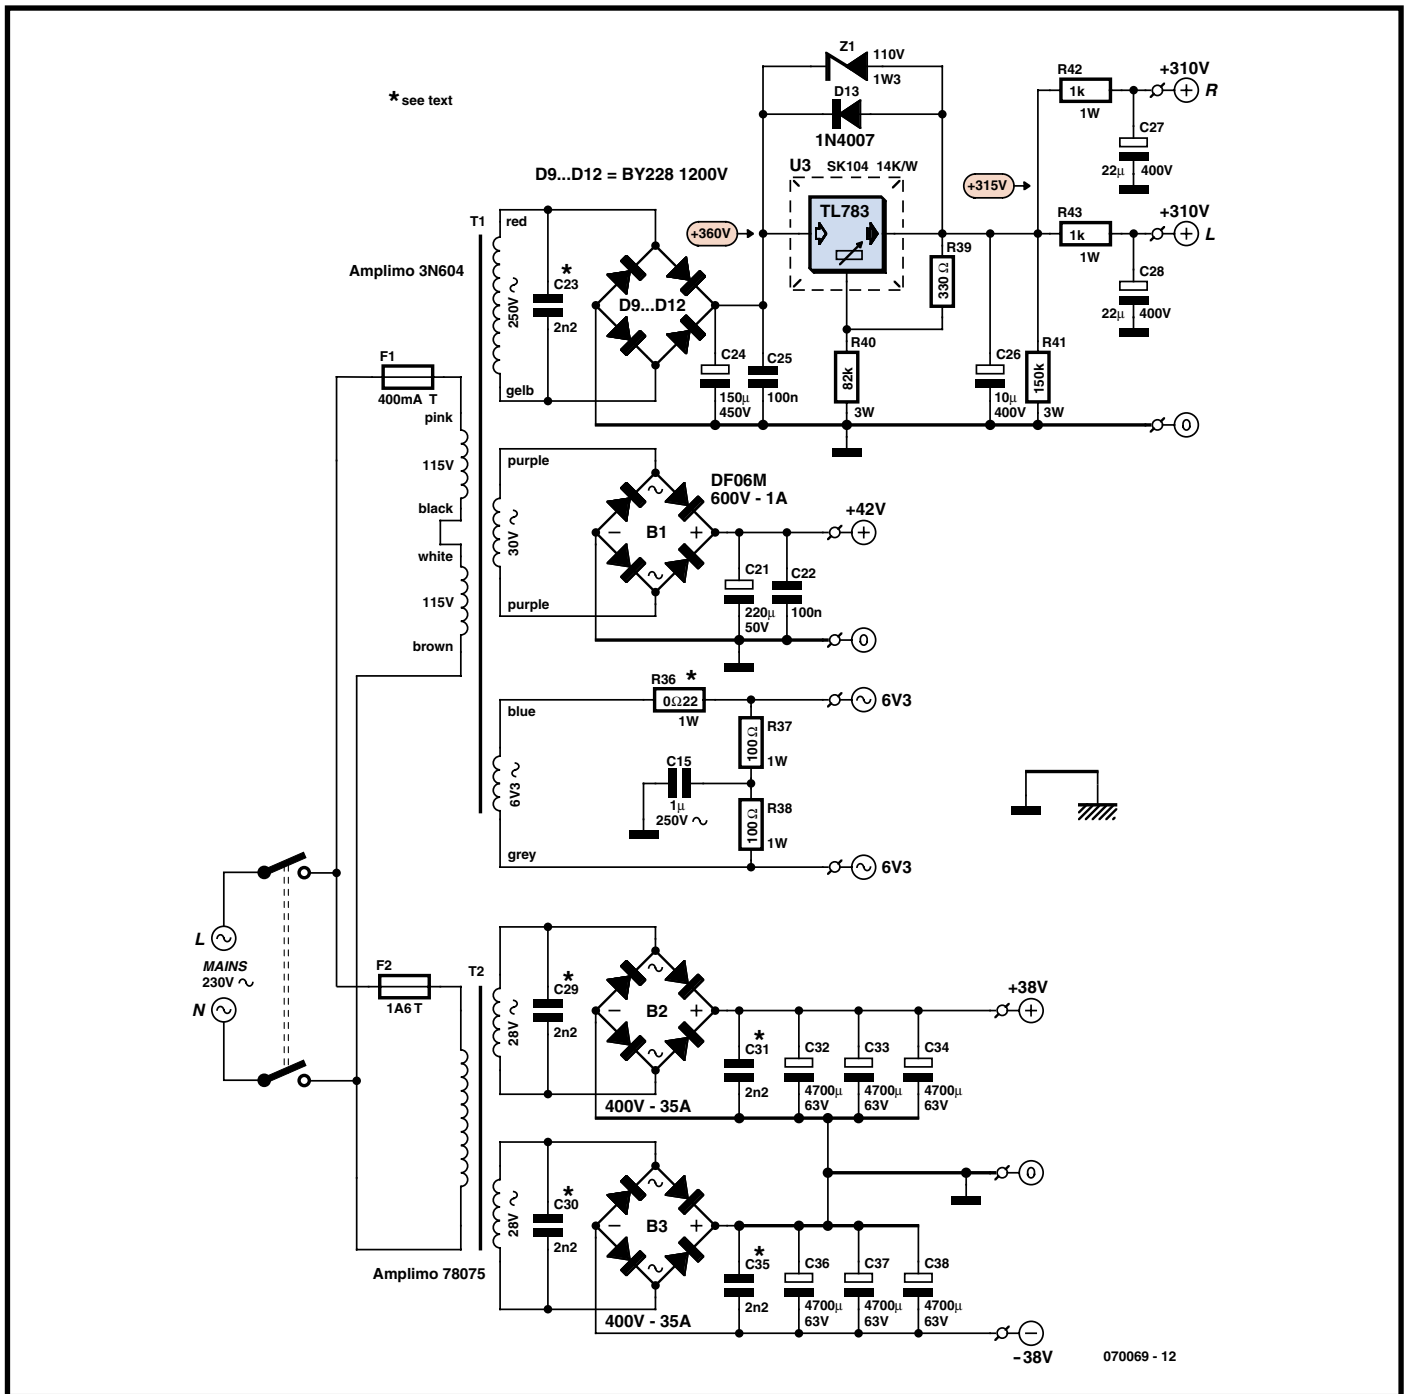 * see text
Z1
110V
1W3
D13
1N4007
U3
SK104 14K/W
TL783
D9...D12 = BY228 1200V
+360V
+315V
R42
1k
1W
+310V
R
C27
22µ
400V
R43
1k
1W
+310V
L
C28
22µ
400V
R39
330 Ω
T1
red
Amplimo 3N604
250V
*
C23
2n2
D9...D12
gelb
C24
150µ
450V
C25
100n
R40
82k
3W
C26
10µ
400V
R41
150k
3W
0
F1
400mA T
pink
115V
black
white
115V
brown
purple
30V
purple
DF06M
600V - 1A
B1
–
+
C21
220µ
50V
C22
100n
+42V
+
0
blue
6V3
grey
R36 *
0Ω22
1W
R37
100 Ω
1W
C15
1µ
250V
R38
100 Ω
1W
6V3
6V3
L
MAINS
230V
N
F2
1A6 T
T2
Amplimo 78075
28V
*
C29
2n2
B2
–
+
400V - 35A
*
C31
2n2
C32
4700µ
63V
C33
4700µ
63V
C34
4700µ
63V
+38V
+
0
28V
*
C30
2n2
B3
–
+
400V - 35A
*
C35
2n2
C36
4700µ
63V
C37
4700µ
63V
C38
4700µ
63V
–
–38V
070069 - 12